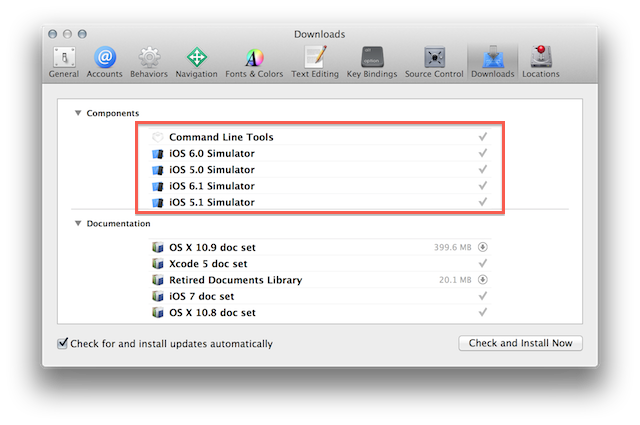 Downloads
General Accounts Behaviors Navigation Fonts & Colors Text Editing Key Bindings Source Control Downloads Locations
Components
Command Line Tools
iOS 6.0 Simulator
iOS 5.0 Simulator
iOS 6.1 Simulator
iOS 5.1 Simulator
Documentation
OS X 10.9 doc set 399.6 MB
Xcode 5 doc set
Retired Documents Library 20.1 MB
iOS 7 doc set
OS X 10.8 doc set
Check for and install updates automatically Check and Install Now